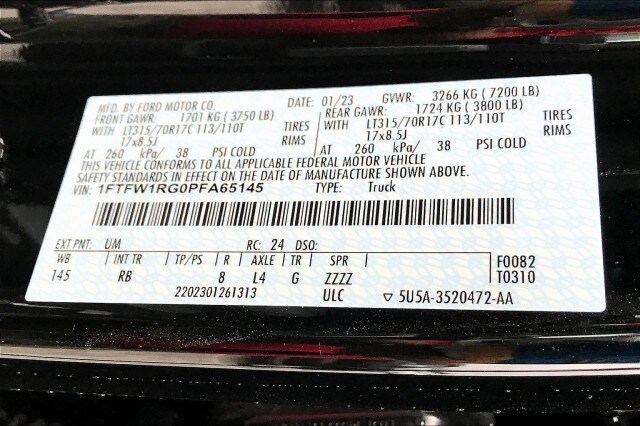 MFD. BY FORD MOTOR CO. DATE: 01/23 GVWR: 3266 KG ( 7200 LB)
FRONT GAWR: 1701 KG ( 3750 LB) REAR GAWR: 1724 KG ( 3800 LB)
WITH LT315/70R17C 113/110T TIRES WITH LT315/70R17C 113/110T TIRES
17x8.5J RIMS 17x8.5J RIMS
AT 260 kPa/ 38 PSI COLD AT 260 kPa/ 38 PSI COLD
THIS VEHICLE CONFORMS TO ALL APPLICABLE FEDERAL MOTOR VEHICLE
SAFETY STANDARDS IN EFFECT ON THE DATE OF MANUFACTURE SHOWN ABOVE.
VIN: 1FTFW1RG0PFA65145 TYPE: Truck
EXT PNT: UM RC: 24 DSO:
WB INT TR TP/PS R AXLE TR SPR F0082
145 RB 8 L4 G ZZZZ T0310
2202301261313 ULC ▽ 5U5A-3520472-AA